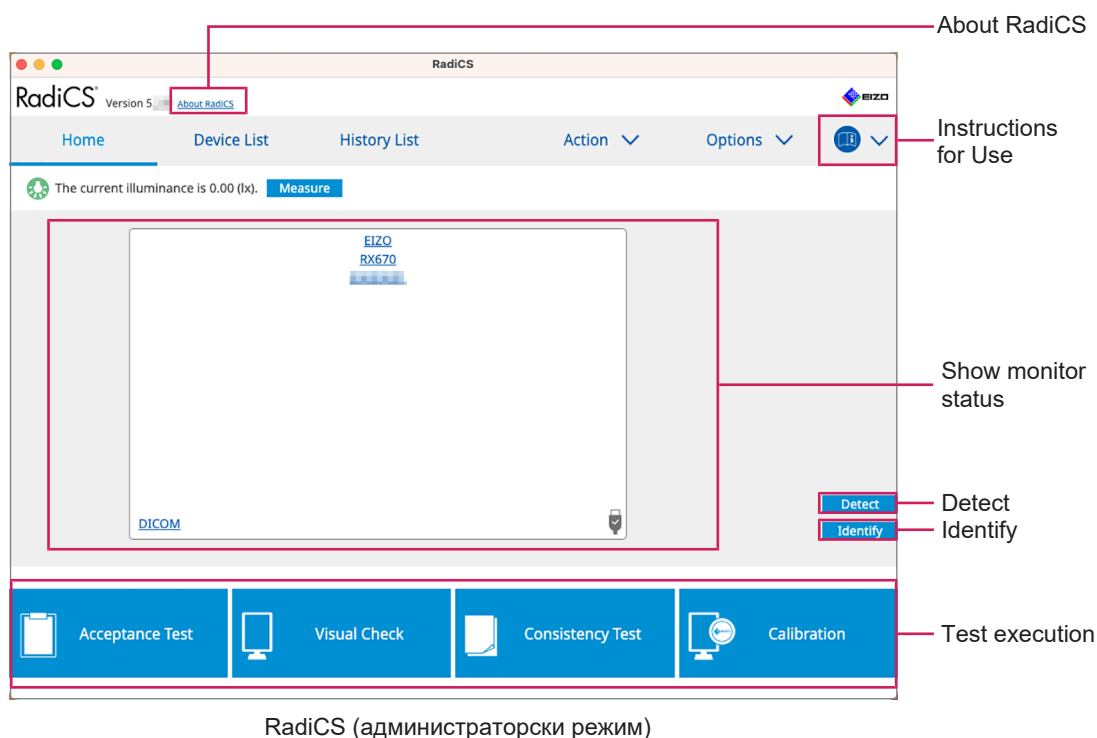 About RadiCS
RadiCS
RadiCS Version 5 About RadiCS
EIZO
Home Device List History List Action Options
Instructions
for Use
The current illuminance is 0.00 (lx). Measure
EIZO
RX670
Show monitor
status
Detect Detect
DICOM
Identify Identify
Acceptance Test Visual Check Consistency Test Calibration
Test execution
RadiCS (администраторски режим)